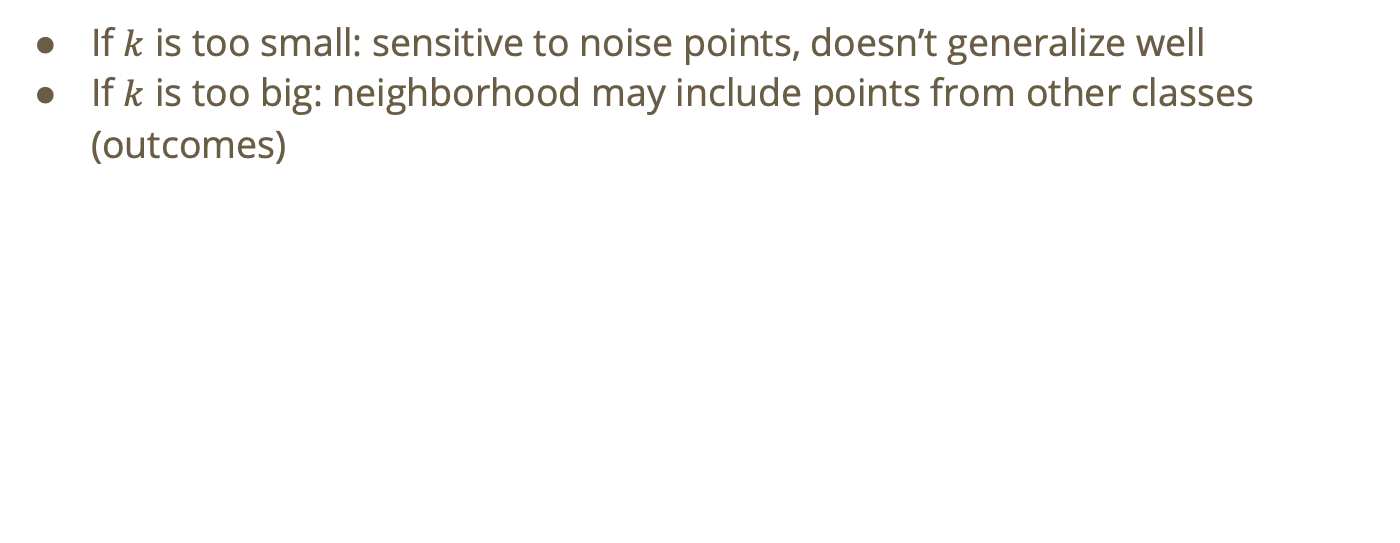 ● If k is too small: sensitive to noise points, doesn’t generalize well
● If k is too big: neighborhood may include points from other classes
(outcomes)